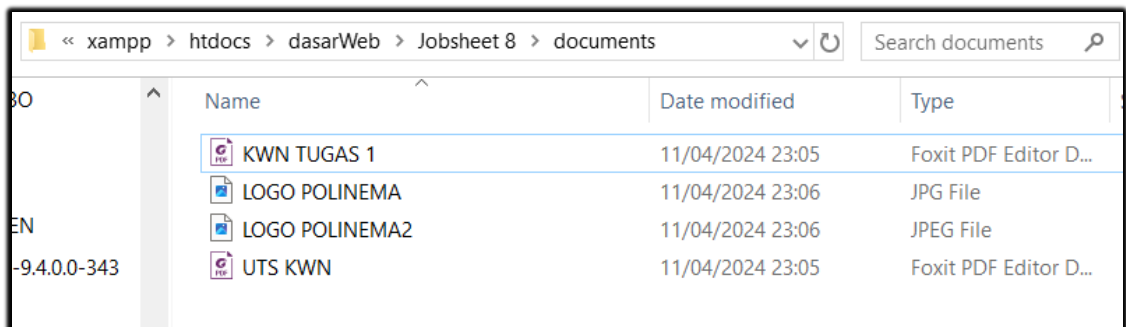 « xampp > htdocs > dasarWeb > Jobsheet 8 > documents Search documents
Name Date modified Type
KWN TUGAS 1 11/04/2024 23:05 Foxit PDF Editor D...
LOGO POLINEMA 11/04/2024 23:06 JPG File
EN LOGO POLINEMA2 11/04/2024 23:06 JPEG File
-9.4.0.0-343 UTS KWN 11/04/2024 23:05 Foxit PDF Editor D...